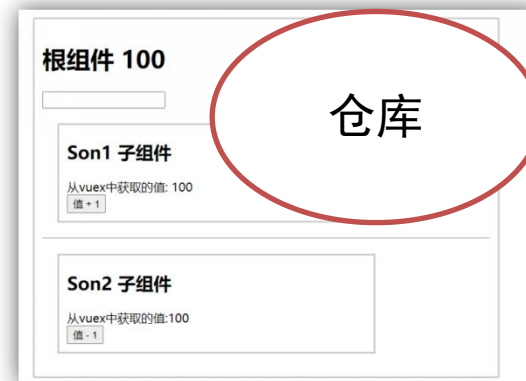 根组件 100
仓库
Son1 子组件
从vuex中获取的值: 100
值 + 1
Son2 子组件
从vuex中获取的值:100
值 - 1